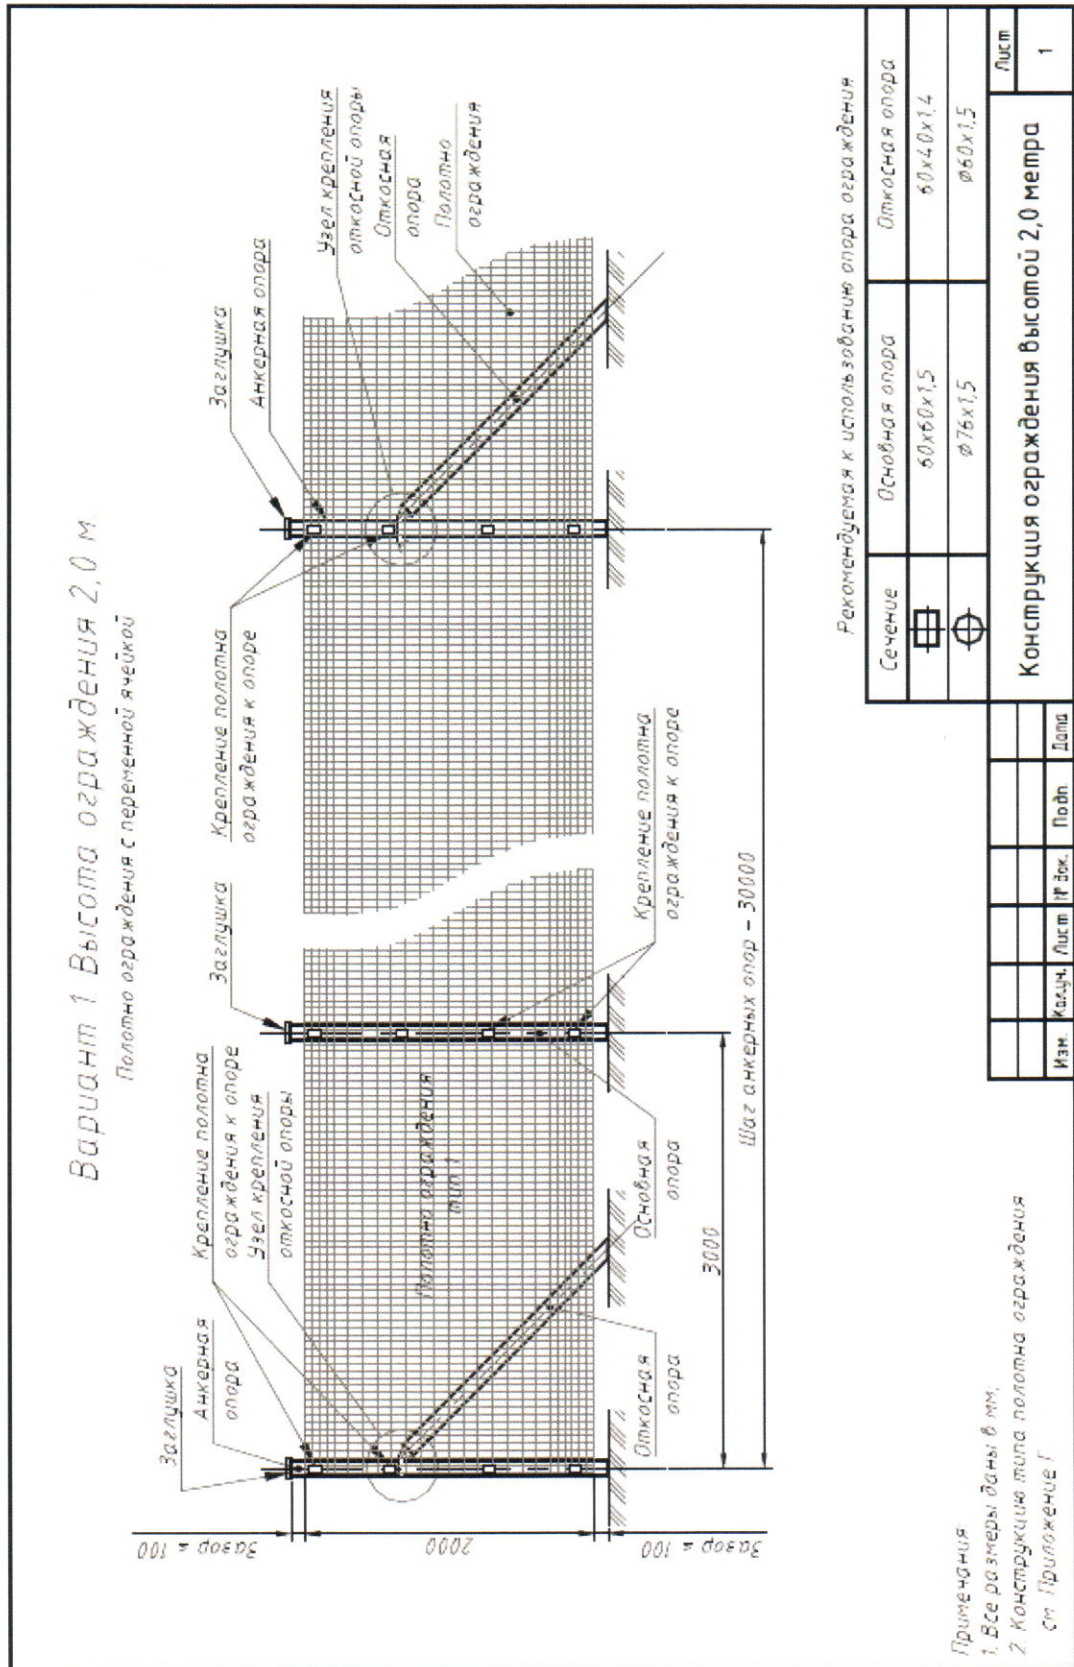 Вариант 1 Высота ограждения 2,0 м.
Полотно ограждения с переменной ячейкой
Заглушка
Анкерная
опора
Крепление полотна
ограждения к опоре
Узел крепления
откосной опоры
Заглушка
Крепление полотна
ограждения к опоре
Заглушка
Анкерная опора
Узел крепления
откосной опоры
Откосная
опора
Полотно
ограждения
Зазор ≤ 100
2000
Зазор ≤ 100
Полотно ограждения
тип 1
Откосная
опора
Основная
опора
Крепление полотна
ограждения к опоре
3000
Шаг анкерных опор – 30000
Рекомендуемая к использованию опора ограждения
Сечение Основная опора Откосная опора
60х60х1,5 60х40х1,4
Ø76х1,5 Ø60х1,5
Примечания:
1. Все размеры даны в мм.
2. Конструкцию типа полотна ограждения
см. Приложение Г
Изм. Кол.уч. Лист № док. Подп. Дата
Конструкция ограждения высотой 2,0 метра
Лист
1